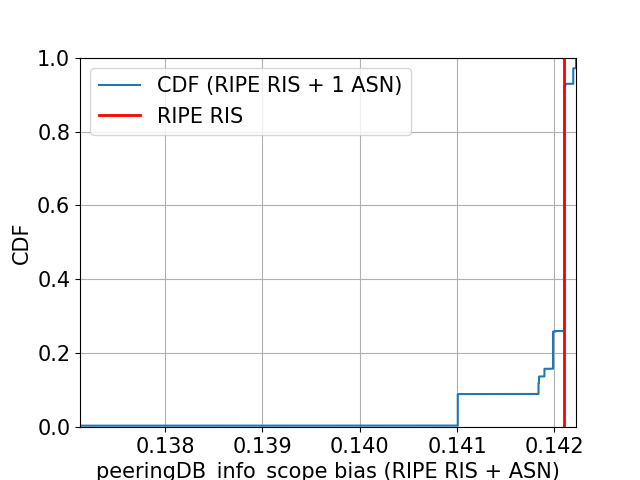 1.0
CDF (RIPE RIS + 1 ASN)
RIPE RIS
0.8
0.6
CDF
0.4
0.2
0.0
0.138 0.139 0.140 0.141 0.142
peeringDB_info_scope bias (RIPE RIS + ASN)